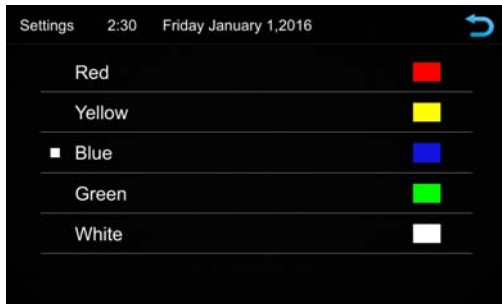 Settings 2:30 Friday January 1,2016
Red
Yellow
Blue
Green
White